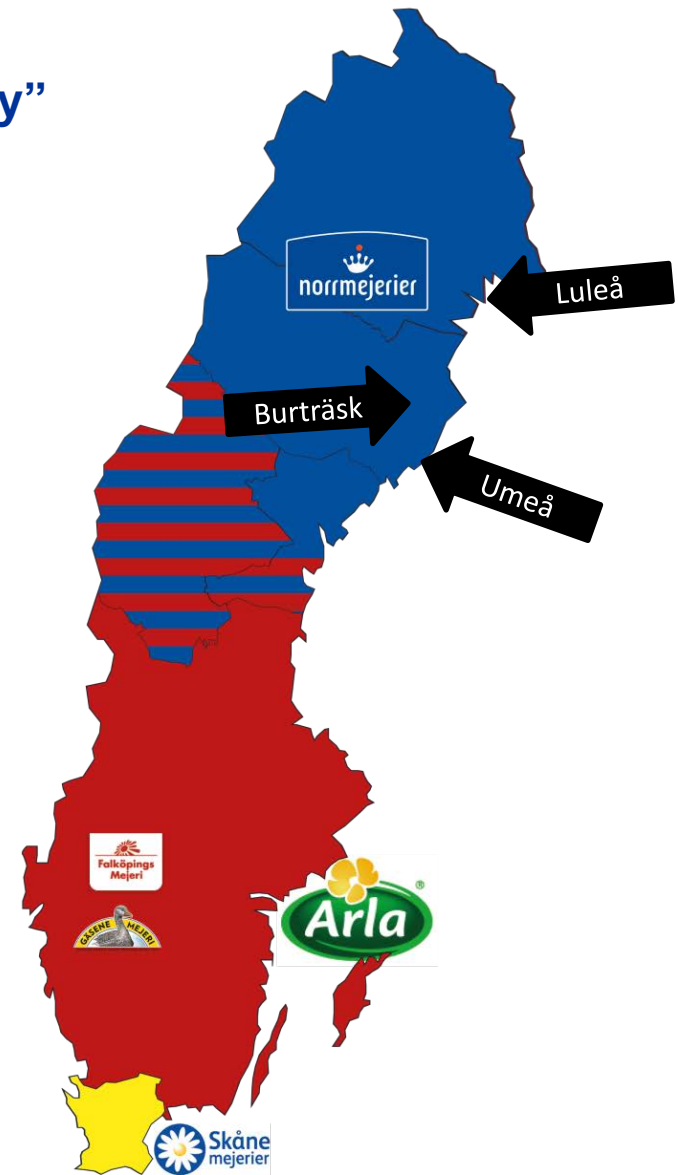 y”
norrmejerier
Luleå
Burträsk
Umeå
Falköpings
Mejeri
GÄSENE MEJERI
Arla®
Skåne
mejerier